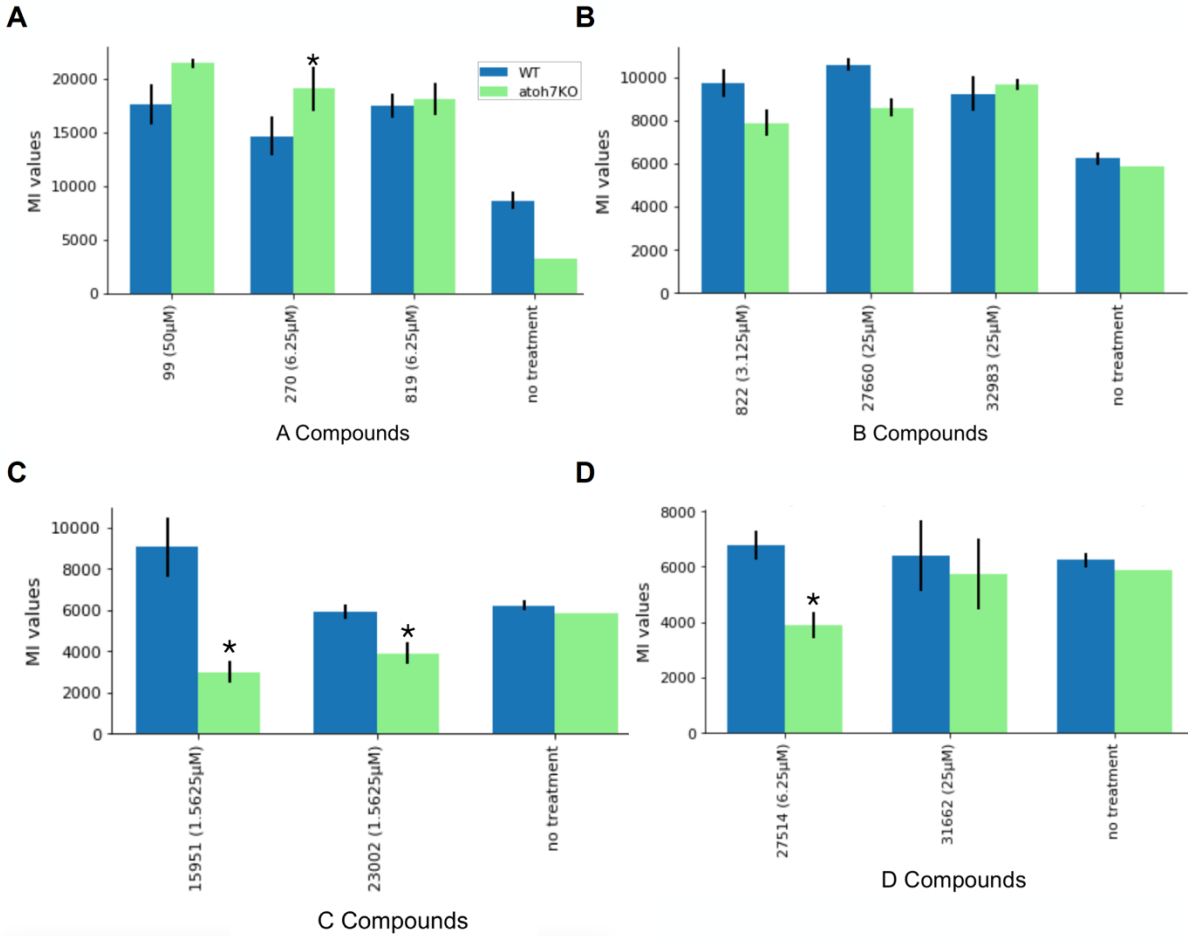 A
MI values
20000
15000
10000
5000
0
*
WT
atoh7KO
99 (50µM)
270 (6.25µM)
819 (6.25µM)
no treatment
A Compounds
B
MI values
10000
8000
6000
4000
2000
0
822 (3.125µM)
27660 (25µM)
32983 (25µM)
no treatment
B Compounds
C
MI values
10000
8000
6000
4000
2000
0
*
*
15951 (1.5625µM)
23002 (1.5625µM)
no treatment
C Compounds
D
MI values
8000
6000
4000
2000
0
*
27514 (6.25µM)
31662 (25µM)
no treatment
D Compounds